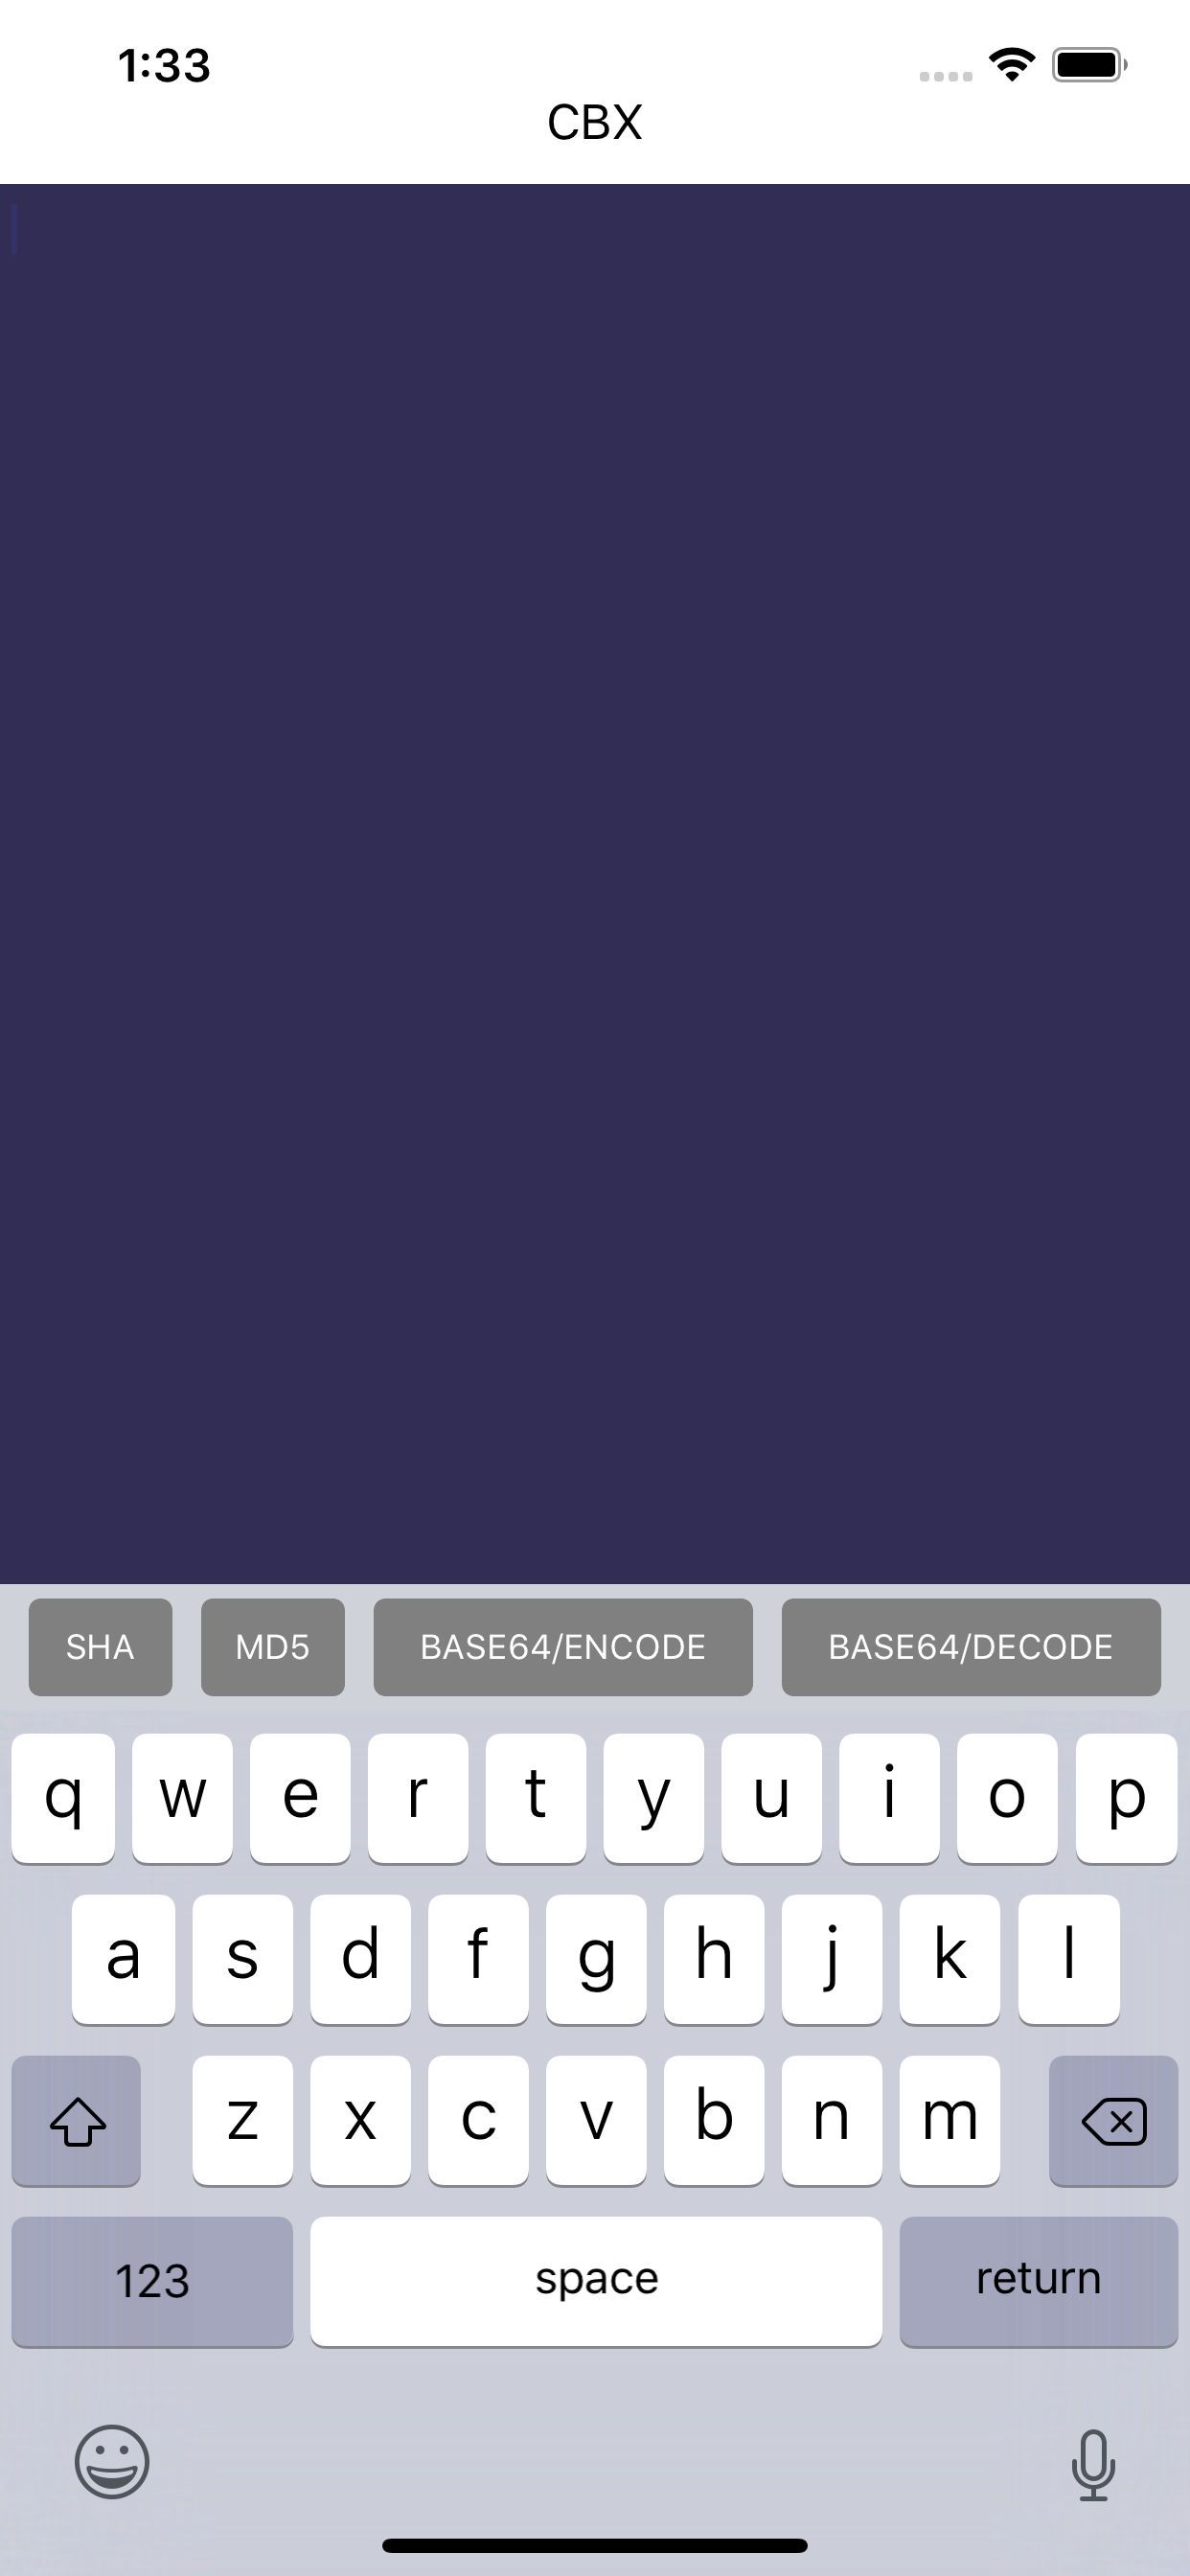 1:33
CBX
SHA MD5 BASE64/ENCODE BASE64/DECODE
q w e r t y u i o p
a s d f g h j k l
z x c v b n m
123 space return